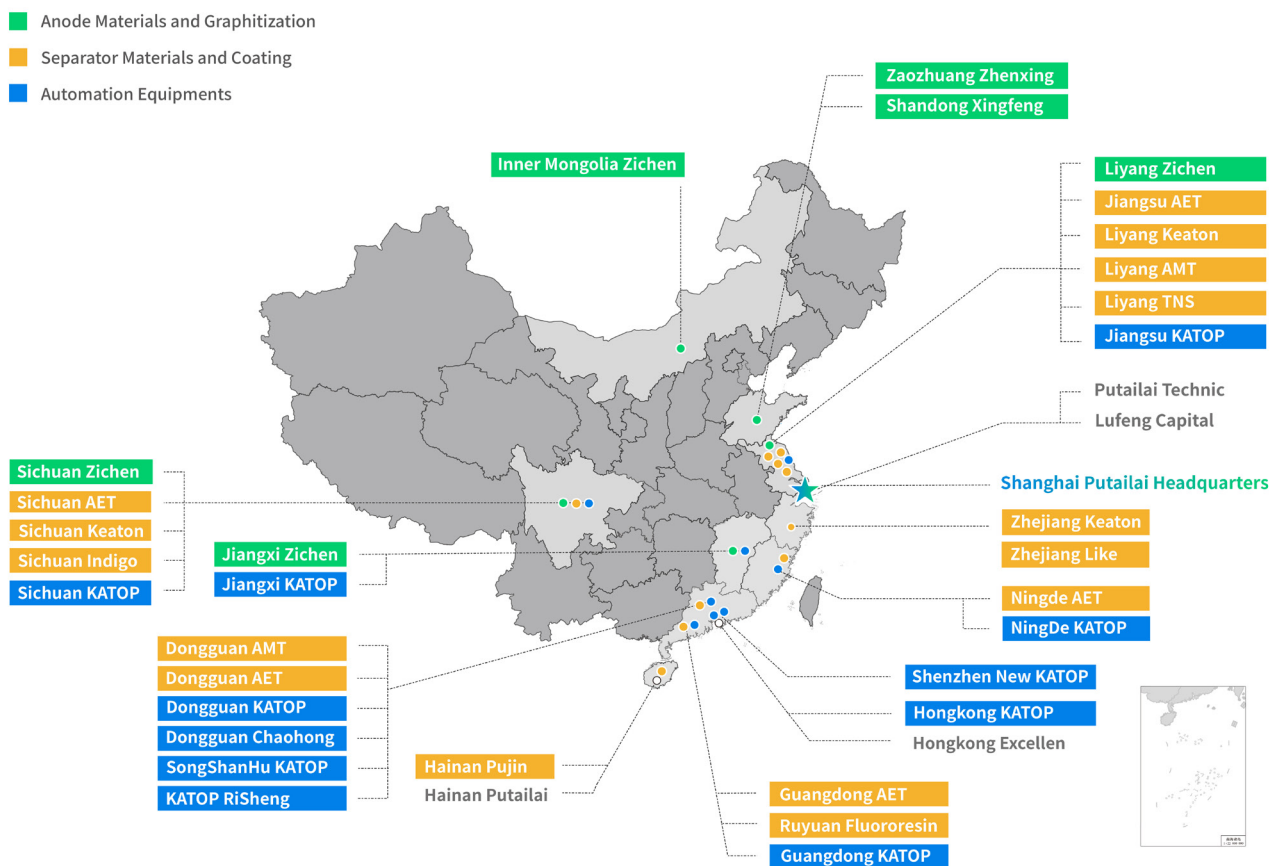 Anode Materials and Graphitization
Separator Materials and Coating
Automation Equipments
Zaozhuang Zhenxing
Shandong Xingfeng
Inner Mongolia Zichen
Liyang Zichen
Jiangsu AET
Liyang Keaton
Liyang AMT
Liyang TNS
Jiangsu KATOP
Putailai Technic
Lufeng Capital
Shanghai Putailai Headquarters
Sichuan Zichen
Sichuan AET
Sichuan Keaton
Sichuan Indigo
Sichuan KATOP
Jiangxi Zichen
Jiangxi KATOP
Zhejiang Keaton
Zhejiang Like
Ningde AET
NingDe KATOP
Dongguan AMT
Dongguan AET
Dongguan KATOP
Dongguan Chaohong
SongShanHu KATOP
KATOP RiSheng
Shenzhen New KATOP
Hongkong KATOP
Hongkong Excellen
Hainan Pujin
Hainan Putailai
Guangdong AET
Ruyuan Fluororesin
Guangdong KATOP